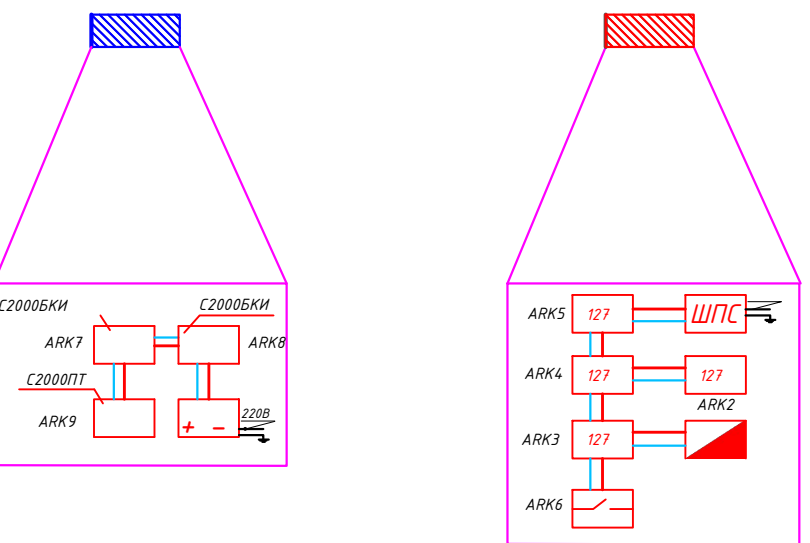 С2000БКИ
С2000БКИ
ARK7
ARK8
С2000ПТ
ARK9
+ −
220В
ARK5
127
ШПС
ARK4
127
127
ARK2
ARK3
127
ARK6